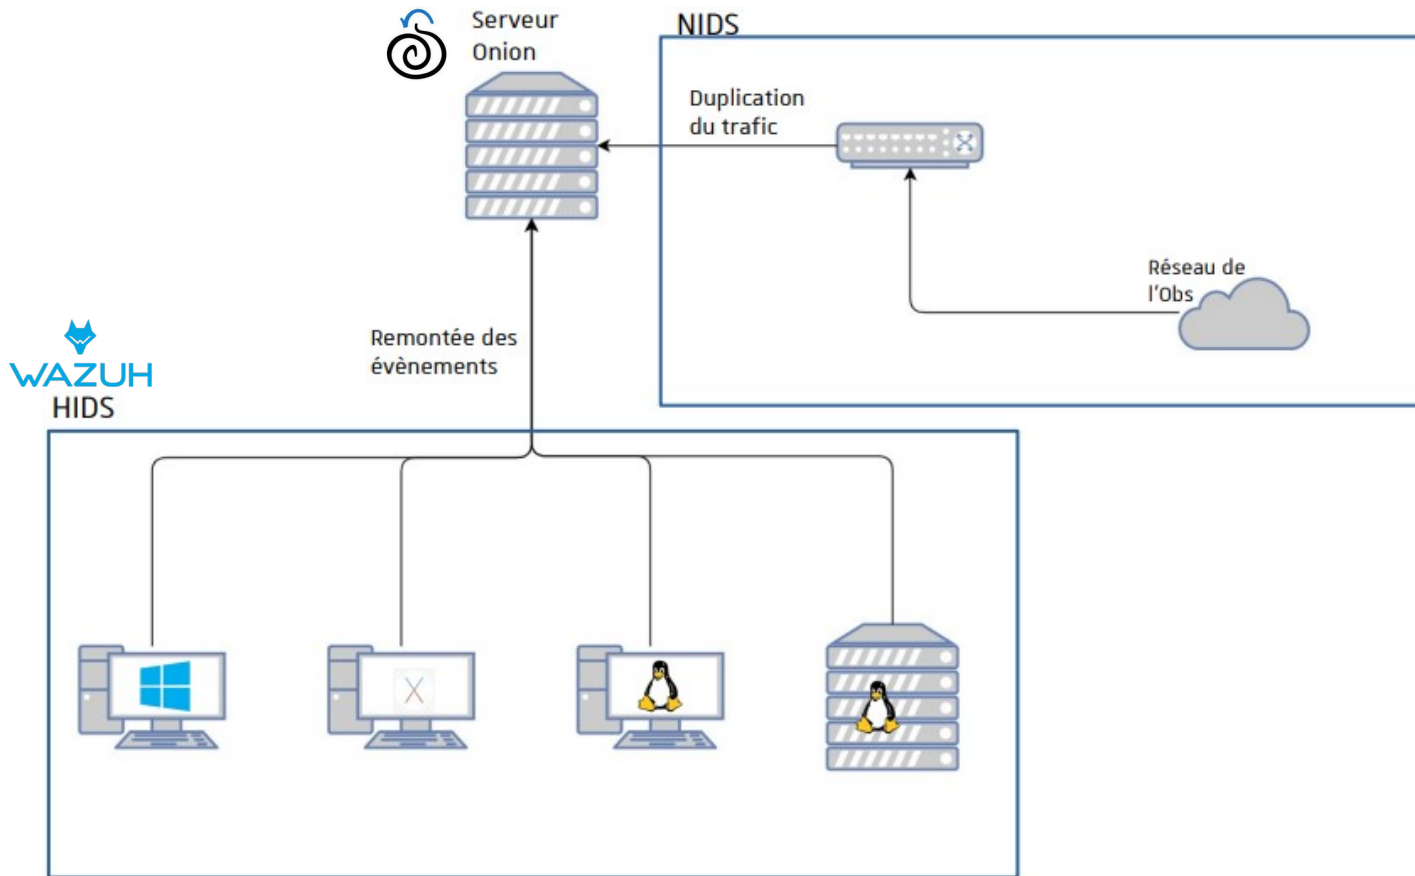 Serveur
Onion
NIDS
Duplication
du trafic
Réseau de
l'Obs
Remontée des
évènements
WAZUH
HIDS